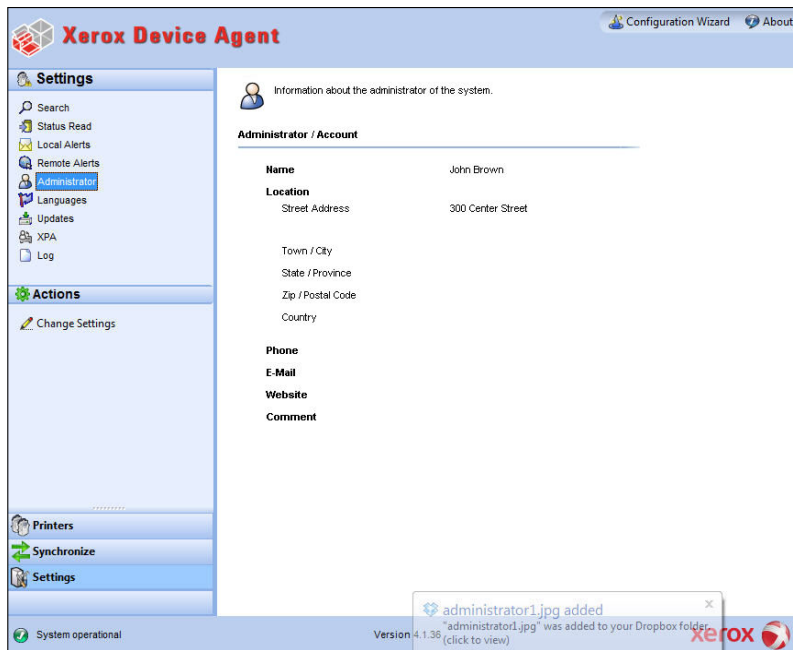 Xerox Device Agent
Configuration Wizard About
Settings
Search
Status Read
Local Alerts
Remote Alerts
Administrator
Languages
Updates
XPA
Log
Actions
Change Settings
Printers
Synchronize
Settings
Information about the administrator of the system.
Administrator / Account
Name John Brown
Location
Street Address 300 Center Street
Town / City
State / Province
Zip / Postal Code
Country
Phone
E-Mail
Website
Comment
administrator1.jpg added
"administrator1.jpg" was added to your Dropbox folder.
(click to view)
System operational
Version 4.1.36
xerox